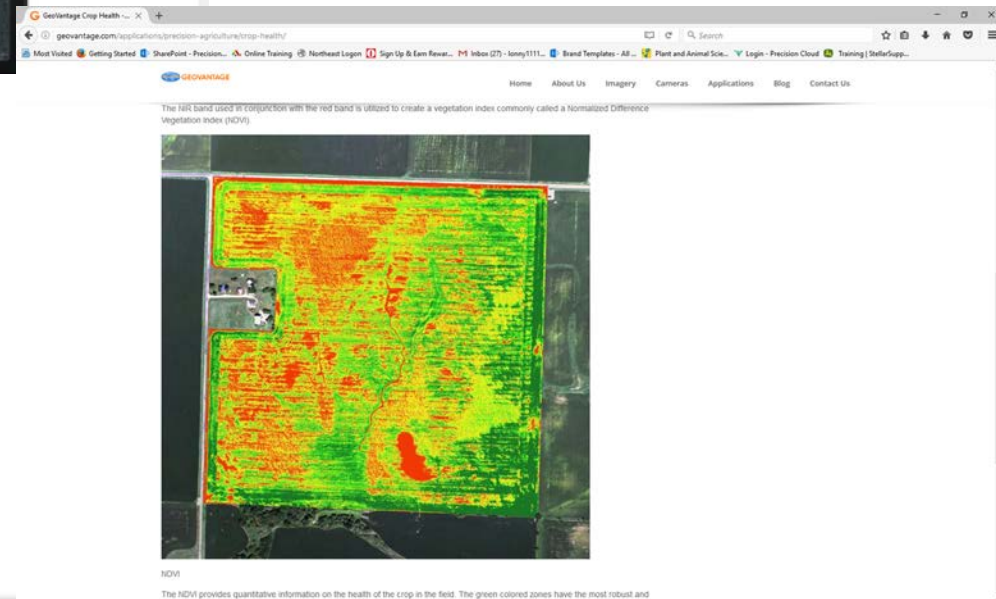 GeoVantage Crop Health -...
geovantage.com/applications/precision-agriculture/crop-health/
Search
Most Visited Getting Started SharePoint - Precision... Online Training Northeast Logon Sign Up & Earn Rewar... Inbox (27) - lonny1111... Brand Templates - All ... Plant and Animal Scie... Login - Precision Cloud Training | StellarSupp...
GEOVANTAGE
Home About Us Imagery Cameras Applications Blog Contact Us
The NIR band used in conjunction with the red band is utilized to create a vegetation index commonly called a Normalized Difference
Vegetation Index (NDVI).
NDVI
The NDVI provides quantitative information on the health of the crop in the field. The green colored zones have the most robust and